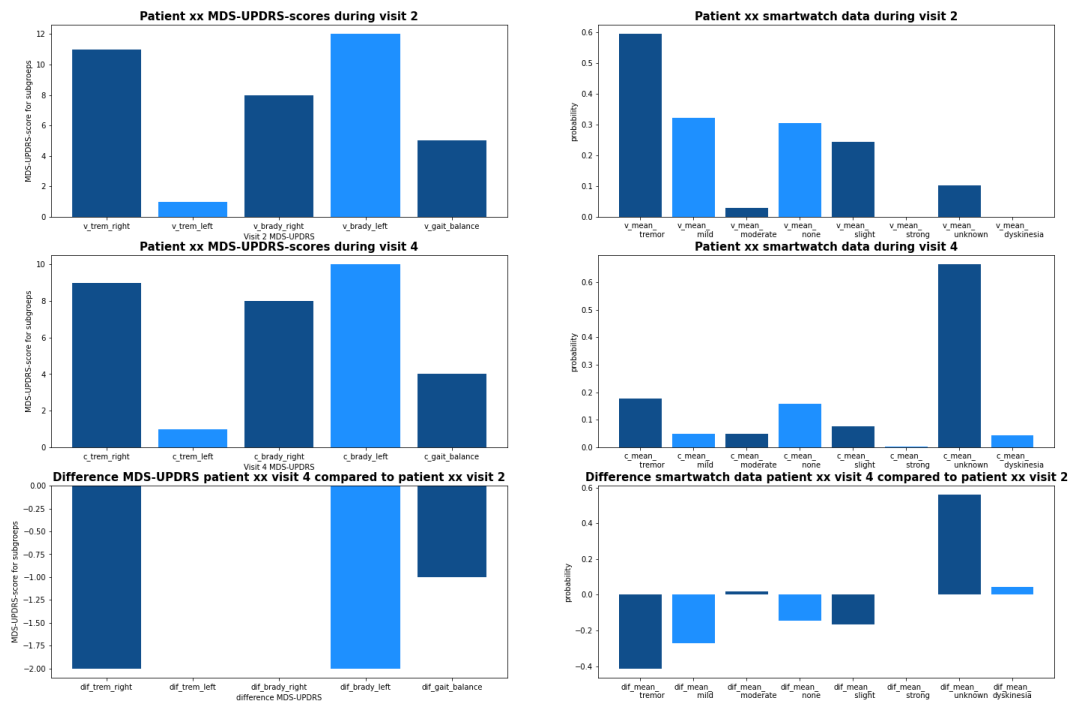 Patient xx MDS-UPDRS-scores during visit 2
MDS-UPDRS-score for subgroeps
12
10
8
6
4
2
0
v_trem_right v_trem_left v_brady_right v_brady_left v_gait_balance
Visit 2 MDS-UPDRS
Patient xx smartwatch data during visit 2
probability
0.6
0.5
0.4
0.3
0.2
0.1
0.0
v_mean_ v_mean_ v_mean_ v_mean_ v_mean_ v_mean_ v_mean_ v_mean_
tremor mild moderate none slight strong unknown dyskinesia
Patient xx MDS-UPDRS-scores during visit 4
MDS-UPDRS-score for subgroeps
10
8
6
4
2
0
c_trem_right c_trem_left c_brady_right c_brady_left c_gait_balance
Visit 4 MDS-UPDRS
Patient xx smartwatch data during visit 4
probability
0.6
0.5
0.4
0.3
0.2
0.1
0.0
c_mean_ c_mean_ c_mean_ c_mean_ c_mean_ c_mean_ c_mean_ c_mean_
tremor mild moderate none slight strong unknown dyskinesia
Difference MDS-UPDRS patient xx visit 4 compared to patient xx visit 2
MDS-UPDRS-score for subgroeps
0.00
−0.25
−0.50
−0.75
−1.00
−1.25
−1.50
−1.75
−2.00
dif_trem_right dif_trem_left dif_brady_right dif_brady_left dif_gait_balance
difference MDS-UPDRS
Difference smartwatch data patient xx visit 4 compared to patient xx visit 2
probability
0.6
0.4
0.2
0.0
−0.2
−0.4
dif_mean_ dif_mean_ dif_mean_ dif_mean_ dif_mean_ dif_mean_ dif_mean_ dif_mean_
tremor mild moderate none slight strong unknown dyskinesia